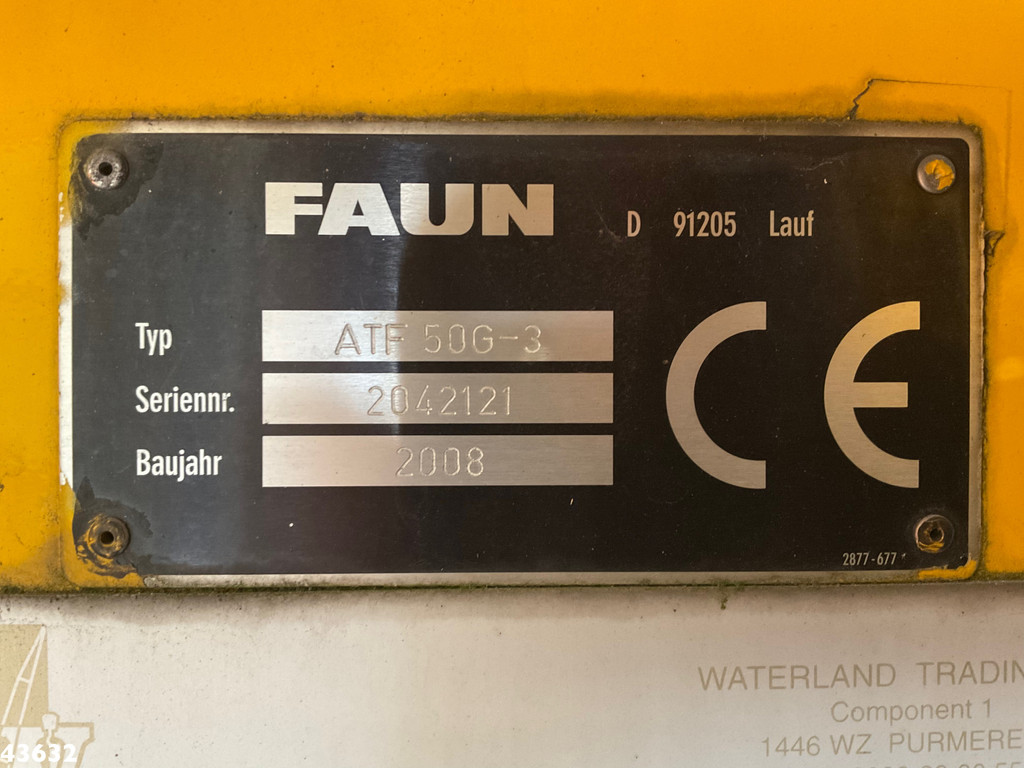 FAUN D 91205 Lauf
Typ ATF 50G-3
Seriennr. 2042121
Baujahr 2008
CE
2877-677
WATERLAND TRADIN
Component 1
1446 WZ PURMERE
43632